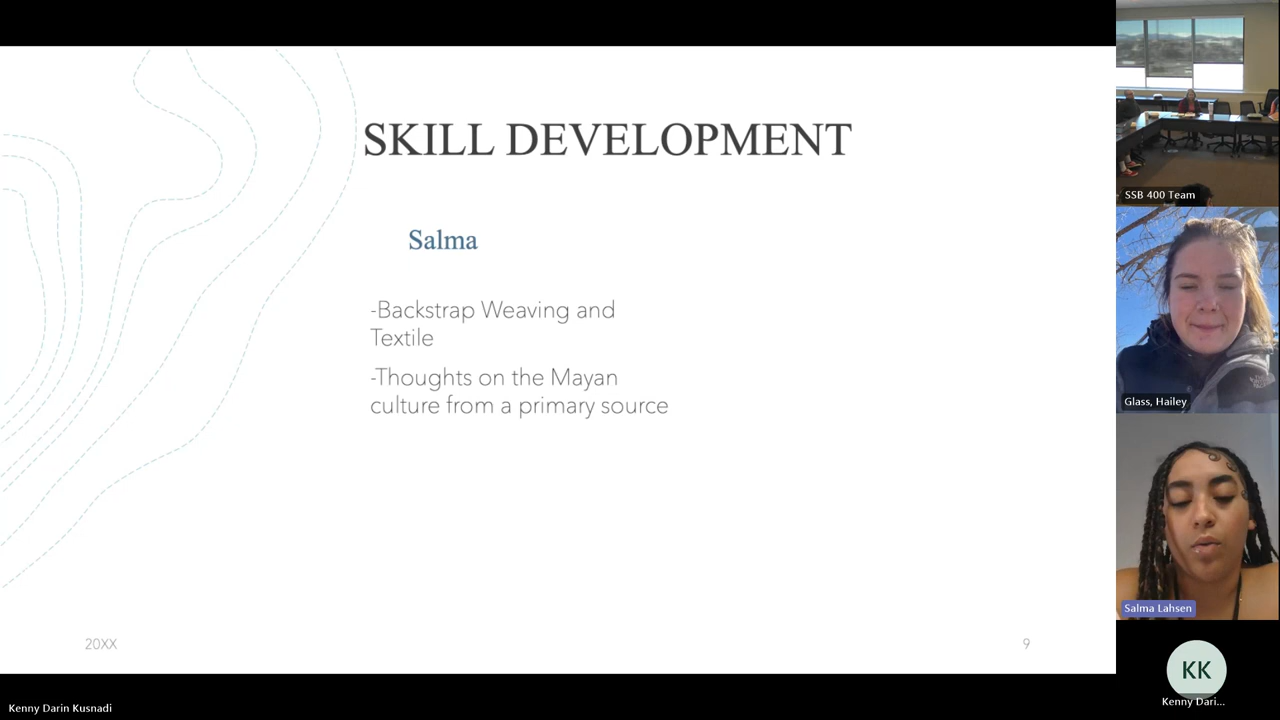 SKILL DEVELOPMENT
Salma
-Backstrap Weaving and
Textile
-Thoughts on the Mayan
culture from a primary source
20XX
9
SSB 400 Team
Glass, Hailey
Salma Lahsen
KK
Kenny Dari...
Kenny Darin Kusnadi